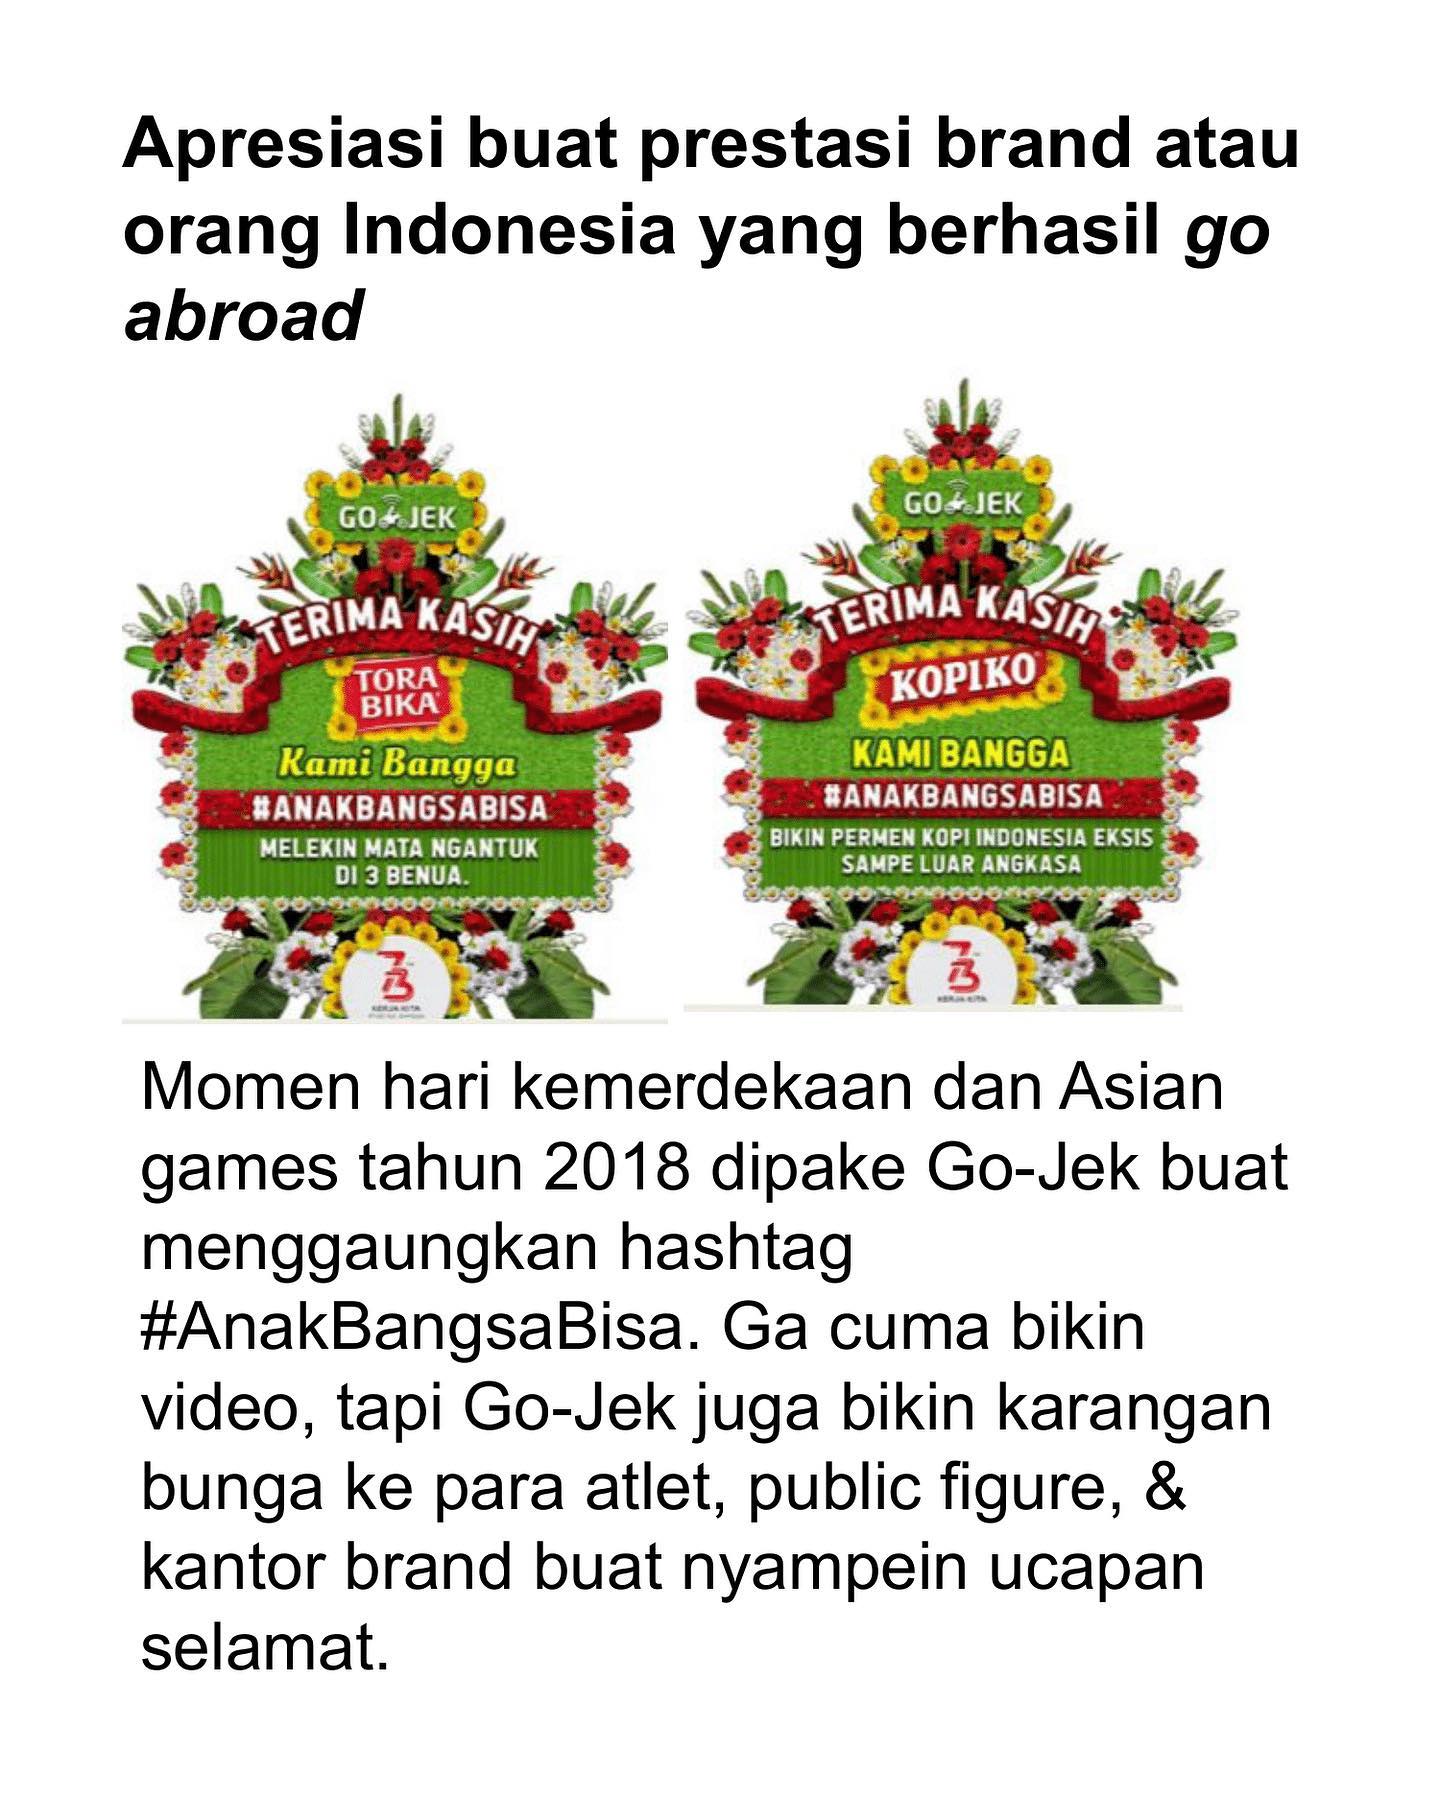 Apresiasi buat prestasi brand atau
orang Indonesia yang berhasil go
abroad
GO JEK
TERIMA KASIH
TORA
BIKA
Kami Bangga
#ANAKBANGSABISA
MELEKIN MATA NGANTUK
DI 3 BENUA.
73
KERJA KITA
GO JEK
TERIMA KASIH
KOPIKO
KAMI BANGGA
#ANAKBANGSABISA
BIKIN PERMEN KOPI INDONESIA EKSIS
SAMPE LUAR ANGKASA
73
KERJA KITA
Momen hari kemerdekaan dan Asian
games tahun 2018 dipake Go-Jek buat
menggaungkan hashtag
#AnakBangsaBisa. Ga cuma bikin
video, tapi Go-Jek juga bikin karangan
bunga ke para atlet, public figure, &
kantor brand buat nyampein ucapan
selamat.